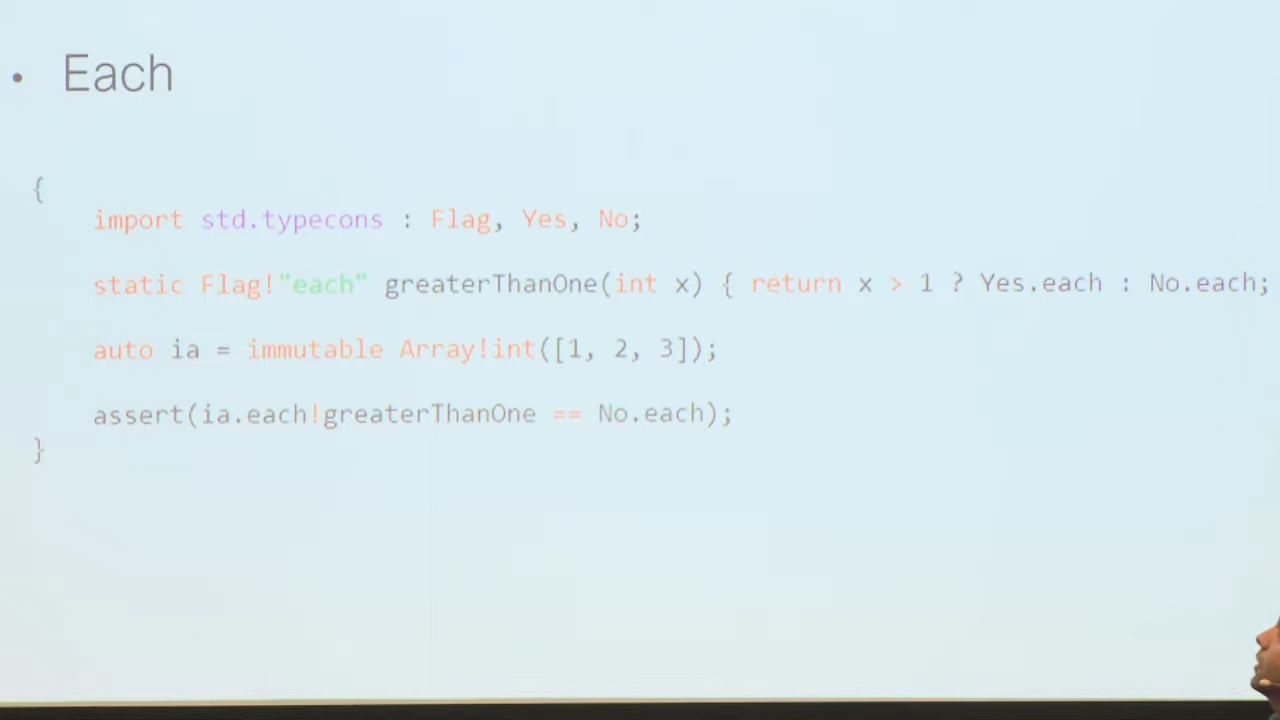 • Each
{
import std.typecons : Flag, Yes, No;
static Flag!"each" greaterThanOne(int x) { return x > 1 ? Yes.each : No.each;
auto ia = immutable Array!int([1, 2, 3]);
assert(ia.each!greaterThanOne == No.each);
}